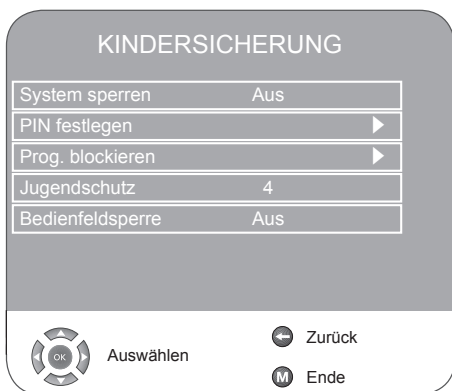 KINDERSICHERUNG
System sperren Aus
PIN festlegen
Prog. blockieren
Jugendschutz 4
Bedienfeldsperre Aus
OK Auswählen
Zurück
M Ende